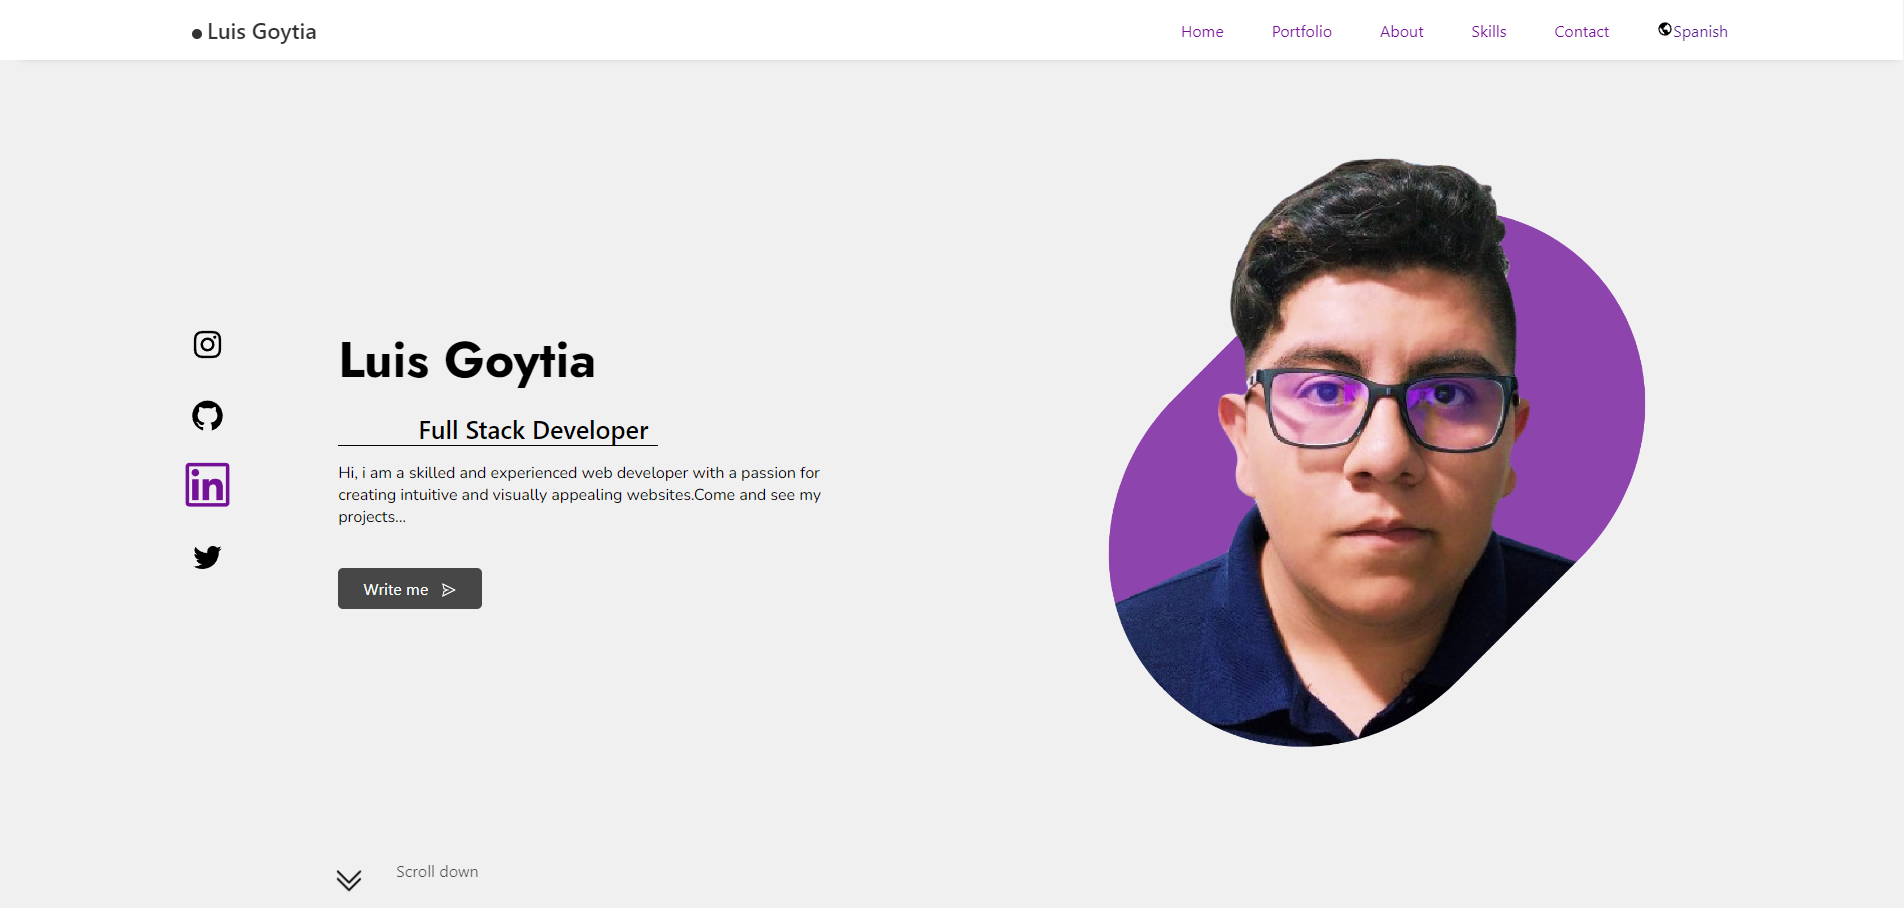 Luis Goytia
Home Portfolio About Skills Contact Spanish
Luis Goytia
Full Stack Developer
Hi, i am a skilled and experienced web developer with a passion for
creating intuitive and visually appealing websites.Come and see my
projects...
Write me
Scroll down